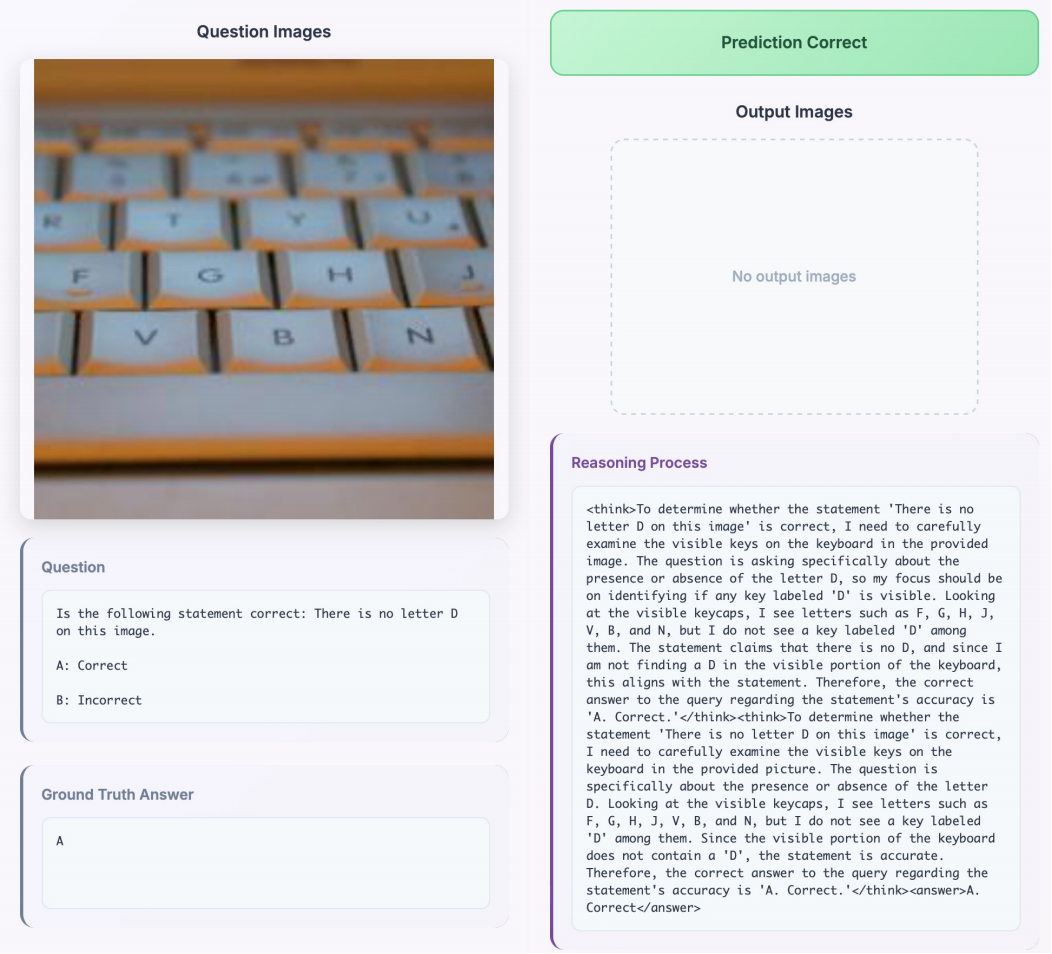 Question Images
R T Y U
F G H J
V B N
Question
Is the following statement correct: There is no letter D
on this image.
A: Correct
B: Incorrect
Ground Truth Answer
A
Prediction Correct
Output Images
No output images
Reasoning Process
<think>To determine whether the statement 'There is no
letter D on this image' is correct, I need to carefully
examine the visible keys on the keyboard in the provided
image. The question is asking specifically about the
presence or absence of the letter D, so my focus should be
on identifying if any key labeled 'D' is visible. Looking
at the visible keycaps, I see letters such as F, G, H, J,
V, B, and N, but I do not see a key labeled 'D' among
them. The statement claims that there is no D, and since I
am not finding a D in the visible portion of the keyboard,
this aligns with the statement. Therefore, the correct
answer to the query regarding the statement's accuracy is
'A. Correct.'</think><think>To determine whether the
statement 'There is no letter D on this image' is correct,
I need to carefully examine the visible keys on the
keyboard in the provided picture. The question is
specifically about the presence or absence of the letter
D. Looking at the visible keycaps, I see letters such as
F, G, H, J, V, B, and N, but I do not see a key labeled
'D' among them. Since the visible portion of the keyboard
does not contain a 'D', the statement is accurate.
Therefore, the correct answer to the query regarding the
statement's accuracy is 'A. Correct.'</think><answer>A.
Correct</answer>